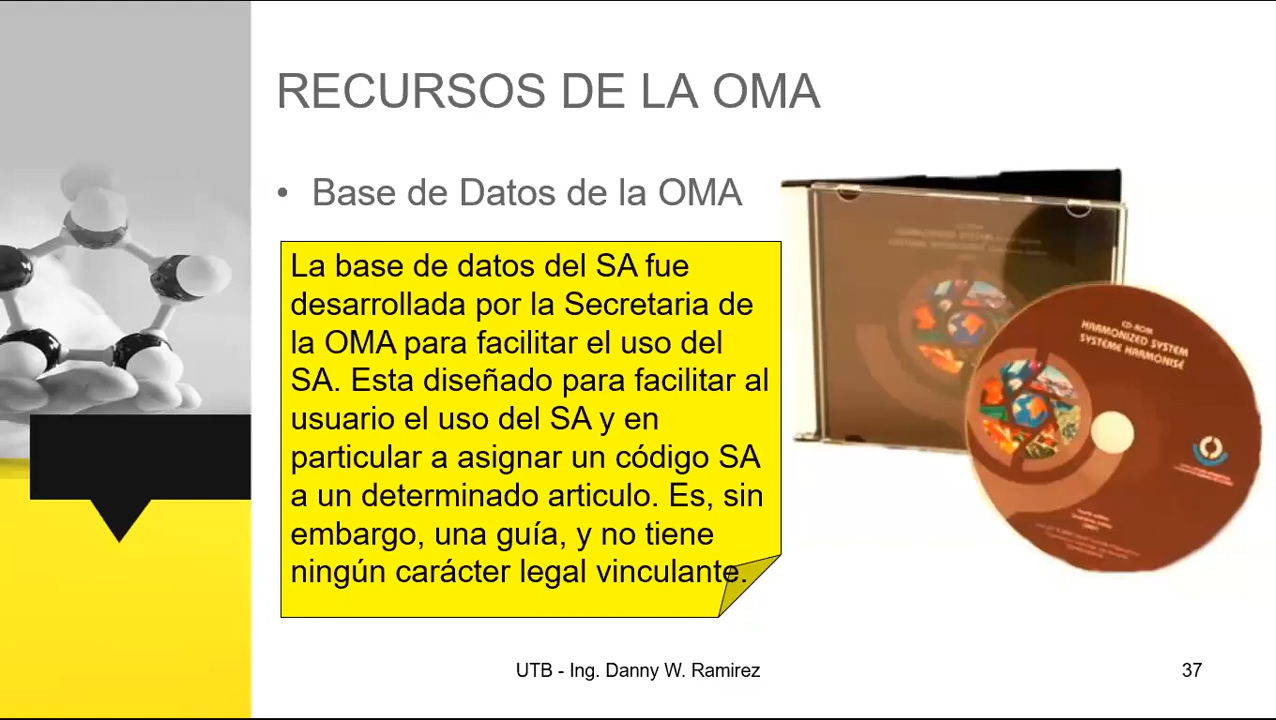 RECURSOS DE LA OMA
• Base de Datos de la OMA
La base de datos del SA fue
desarrollada por la Secretaria de
la OMA para facilitar el uso del
SA. Esta diseñado para facilitar al
usuario el uso del SA y en
particular a asignar un código SA
a un determinado articulo. Es, sin
embargo, una guía, y no tiene
ningún carácter legal vinculante.
CD-ROM
HARMONIZED SYSTEM
SYSTÈME HARMONISÉ
UTB - Ing. Danny W. Ramirez
37